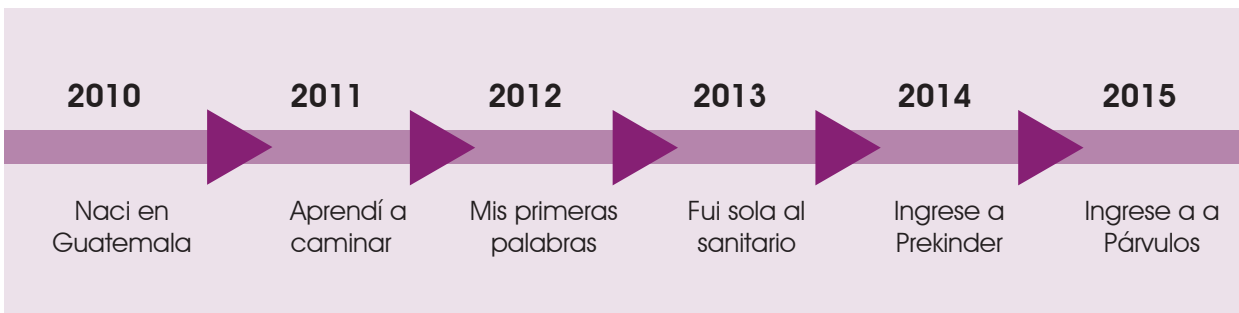 2010
2011
2012
2013
2014
2015
Naci en
Guatemala
Aprendí a
caminar
Mis primeras
palabras
Fui sola al
sanitario
Ingrese a
Prekinder
Ingrese a a
Párvulos